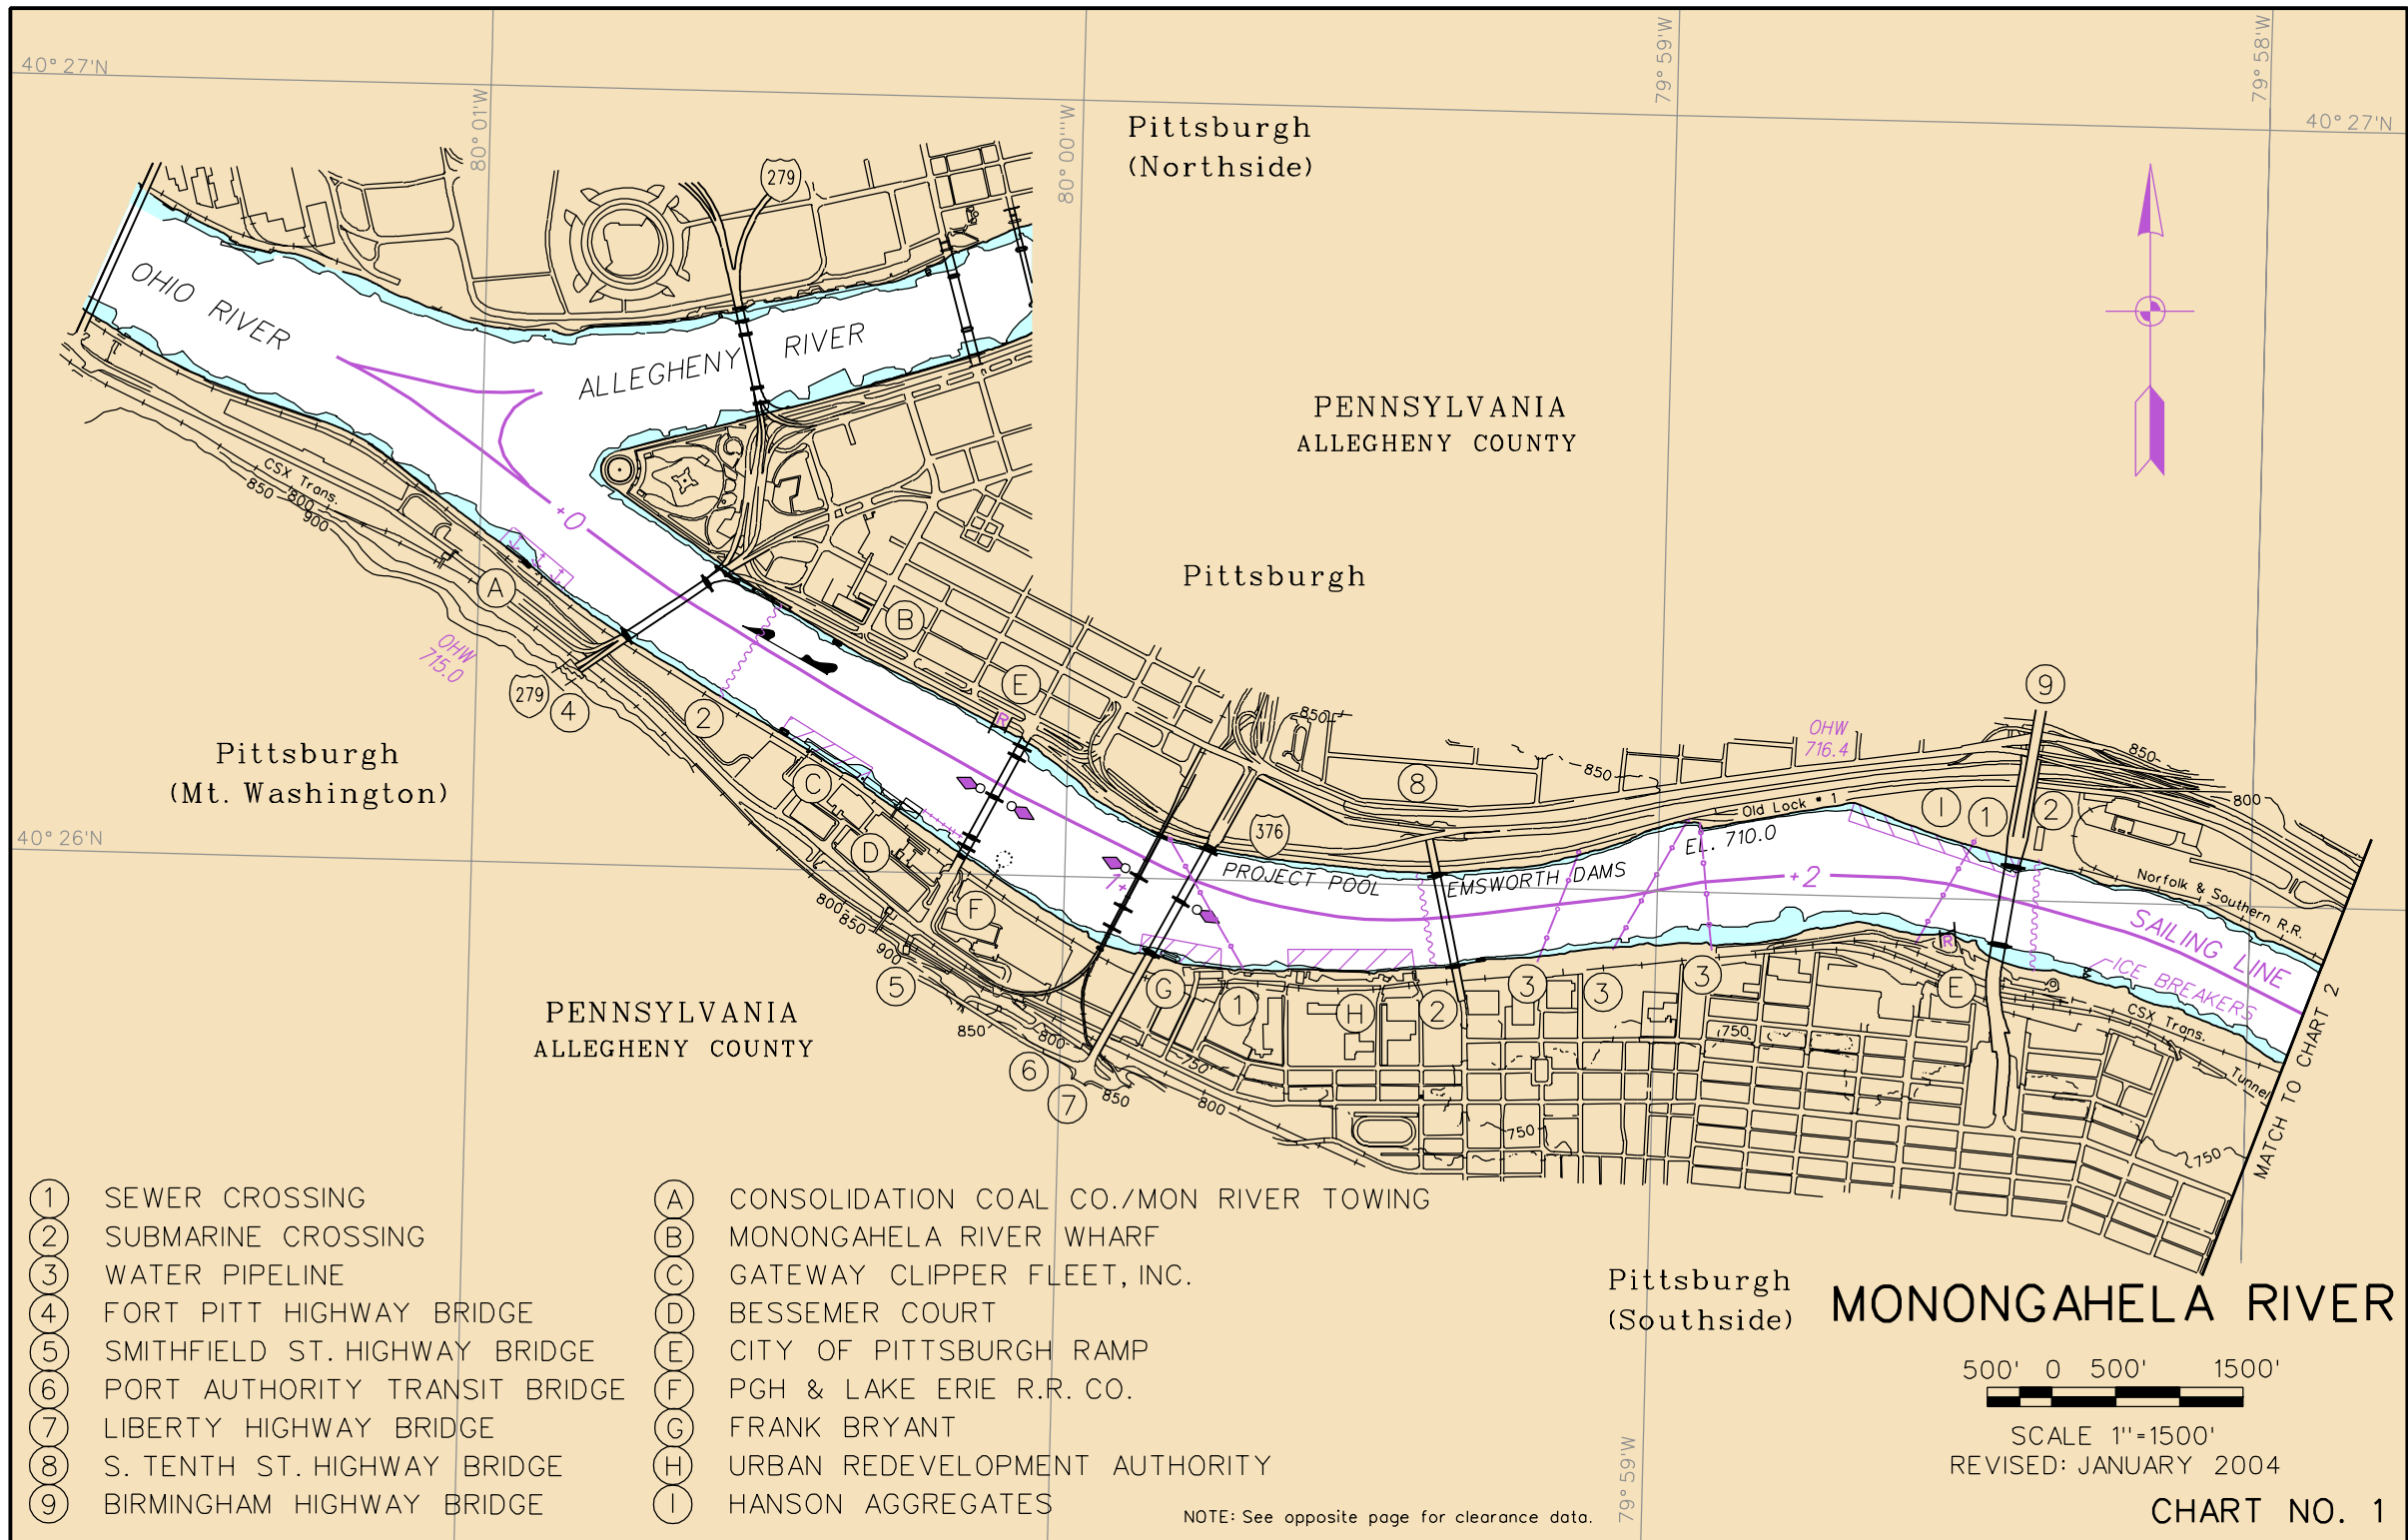 40° 27'N
80° 01'W
80° 00'''W
79° 59'W
79° 58'W
40° 27'N
Pittsburgh
(Northside)
279
OHIO RIVER
ALLEGHENY RIVER
PENNSYLVANIA
ALLEGHENY COUNTY
CSX Trans.
850
800
900
+0
Pittsburgh
A
B
OHW
715.0
279
4
2
E
R
9
850
OHW
716.4
850
850
800
Pittsburgh
(Mt. Washington)
C
8
376
Old Lock # 1
I
1
2
40° 26'N
D
EL. 710.0
PROJECT POOL
EMSWORTH DAMS
1+
+2
Norfolk & Southern R.R.
800
850
900
F
R
SAILING LINE
ICE BREAKERS
5
G
1
H
2
3
3
3
E
CSX Trans.
MATCH TO CHART 2
PENNSYLVANIA
ALLEGHENY COUNTY
850
800
750
750
Tunnel
6
7
850
800
750
750
1 SEWER CROSSING
2 SUBMARINE CROSSING
3 WATER PIPELINE
4 FORT PITT HIGHWAY BRIDGE
5 SMITHFIELD ST. HIGHWAY BRIDGE
6 PORT AUTHORITY TRANSIT BRIDGE
7 LIBERTY HIGHWAY BRIDGE
8 S. TENTH ST. HIGHWAY BRIDGE
9 BIRMINGHAM HIGHWAY BRIDGE
A CONSOLIDATION COAL CO./MON RIVER TOWING
B MONONGAHELA RIVER WHARF
C GATEWAY CLIPPER FLEET, INC.
D BESSEMER COURT
E CITY OF PITTSBURGH RAMP
F PGH & LAKE ERIE R.R. CO.
G FRANK BRYANT
H URBAN REDEVELOPMENT AUTHORITY
I HANSON AGGREGATES
NOTE: See opposite page for clearance data.
79° 59'W
Pittsburgh
(Southside)
MONONGAHELA RIVER
500' 0 500' 1500'
SCALE 1''=1500'
REVISED: JANUARY 2004
CHART NO. 1